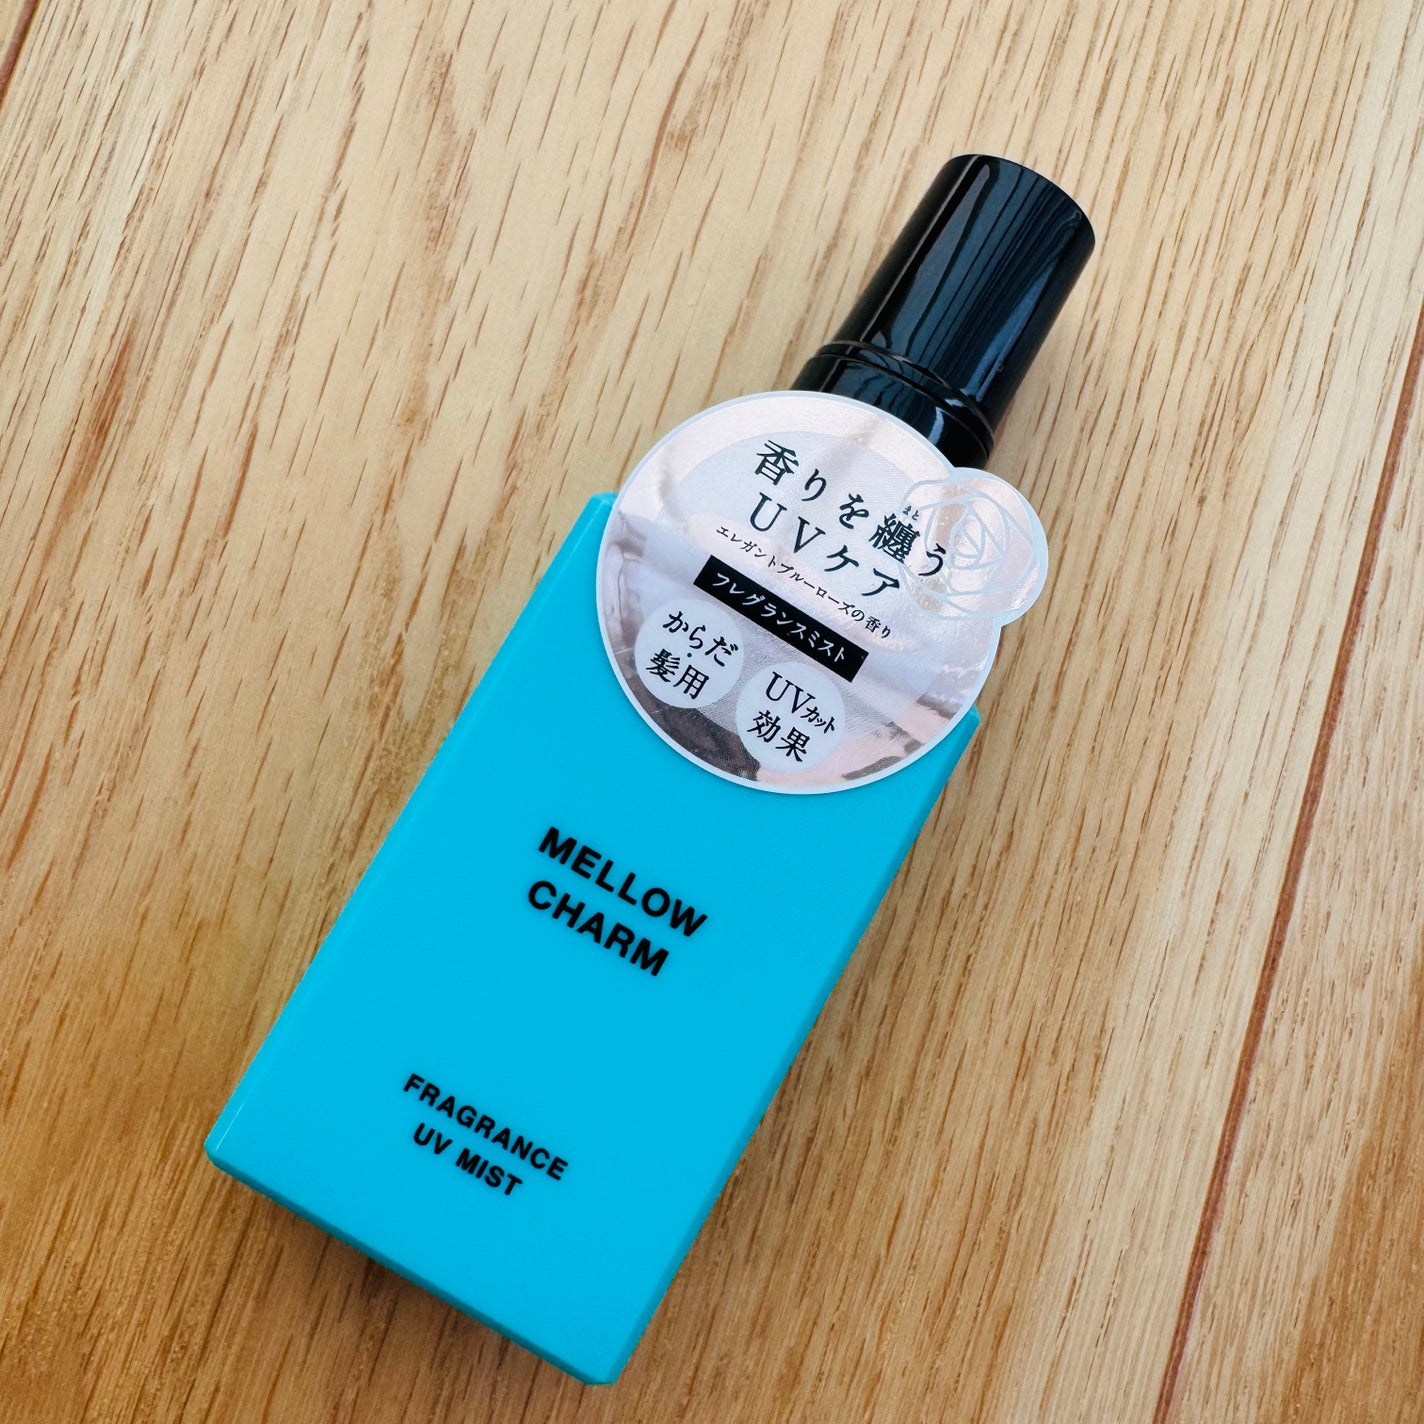 香りを纏う
まと
UVケア
エレガントブルーローズの香り
フレグランスミスト
からだ・
髪用
UVカット
効果
MELLOW
CHARM
FRAGRANCE
UV MIST